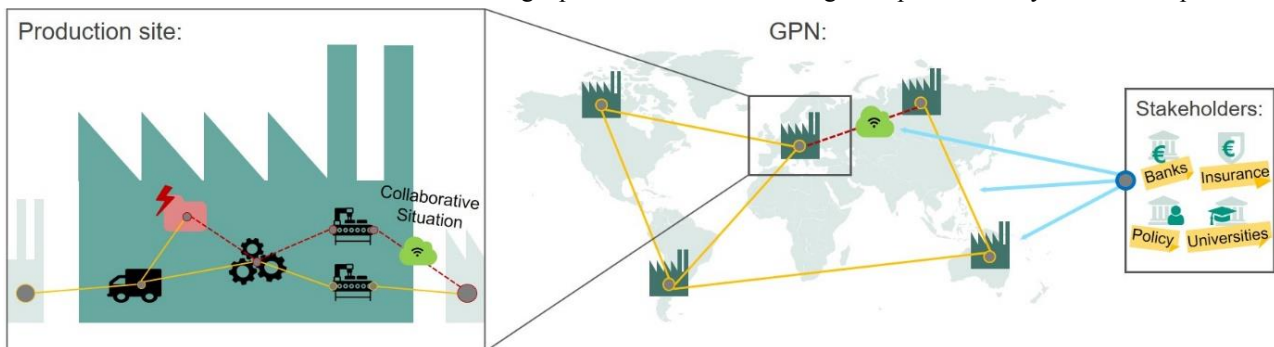 Production site:
GPN:
Collaborative
Situation
Stakeholders:
€ €
Banks Insurance
Policy Universities